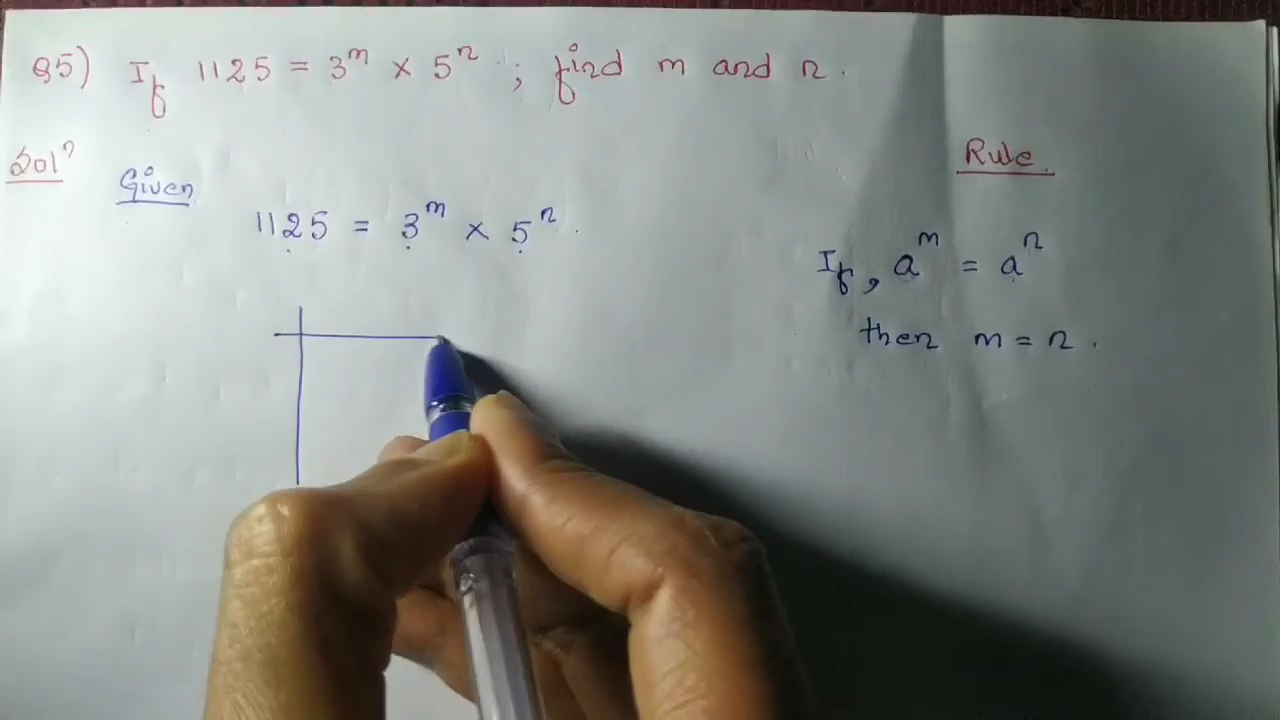 Q5) If 1125 = 3^m × 5^n ; find m and n.
Sol^n
Given
1125 = 3^m × 5^n.
Rule.
If, a^m = a^n
then m = n.